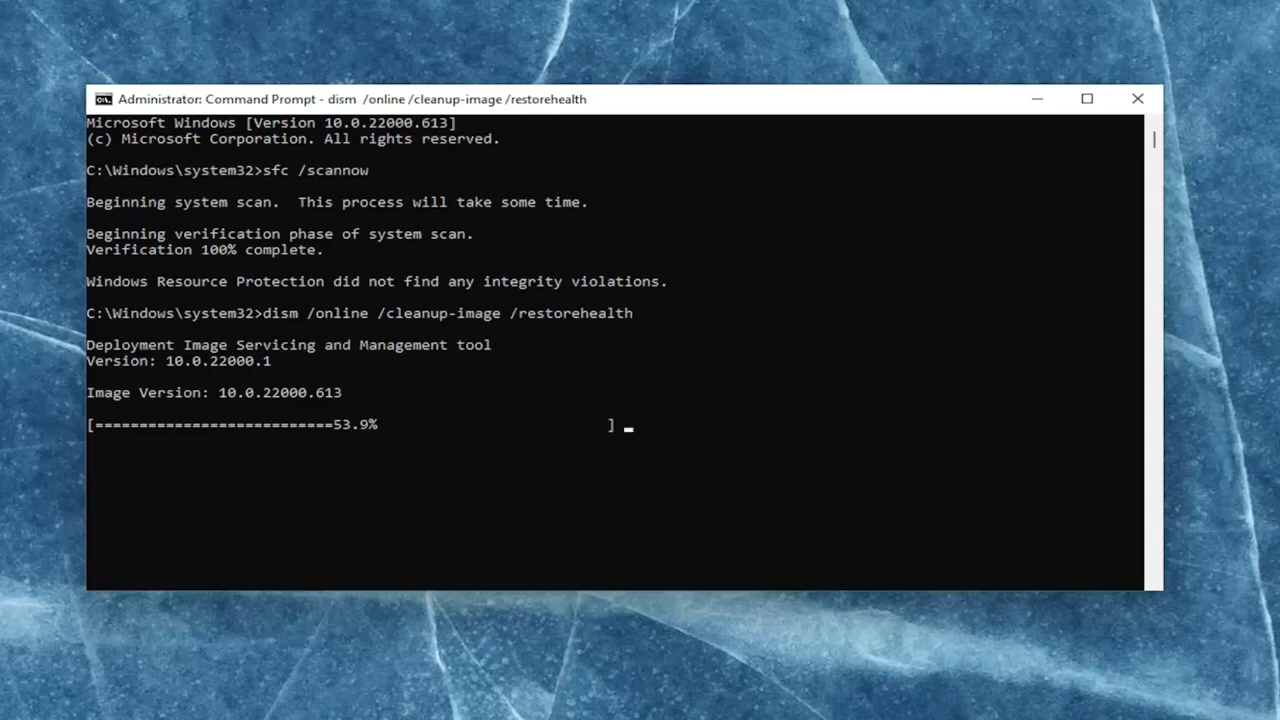 Administrator: Command Prompt - dism  /online /cleanup-image /restorehealth
Microsoft Windows [Version 10.0.22000.613]
(c) Microsoft Corporation. All rights reserved.
C:\Windows\system32>sfc /scannow
Beginning system scan.  This process will take some time.
Beginning verification phase of system scan.
Verification 100% complete.
Windows Resource Protection did not find any integrity violations.
C:\Windows\system32>dism /online /cleanup-image /restorehealth
Deployment Image Servicing and Management tool
Version: 10.0.22000.1
Image Version: 10.0.22000.613
[===========================53.9%                          ]